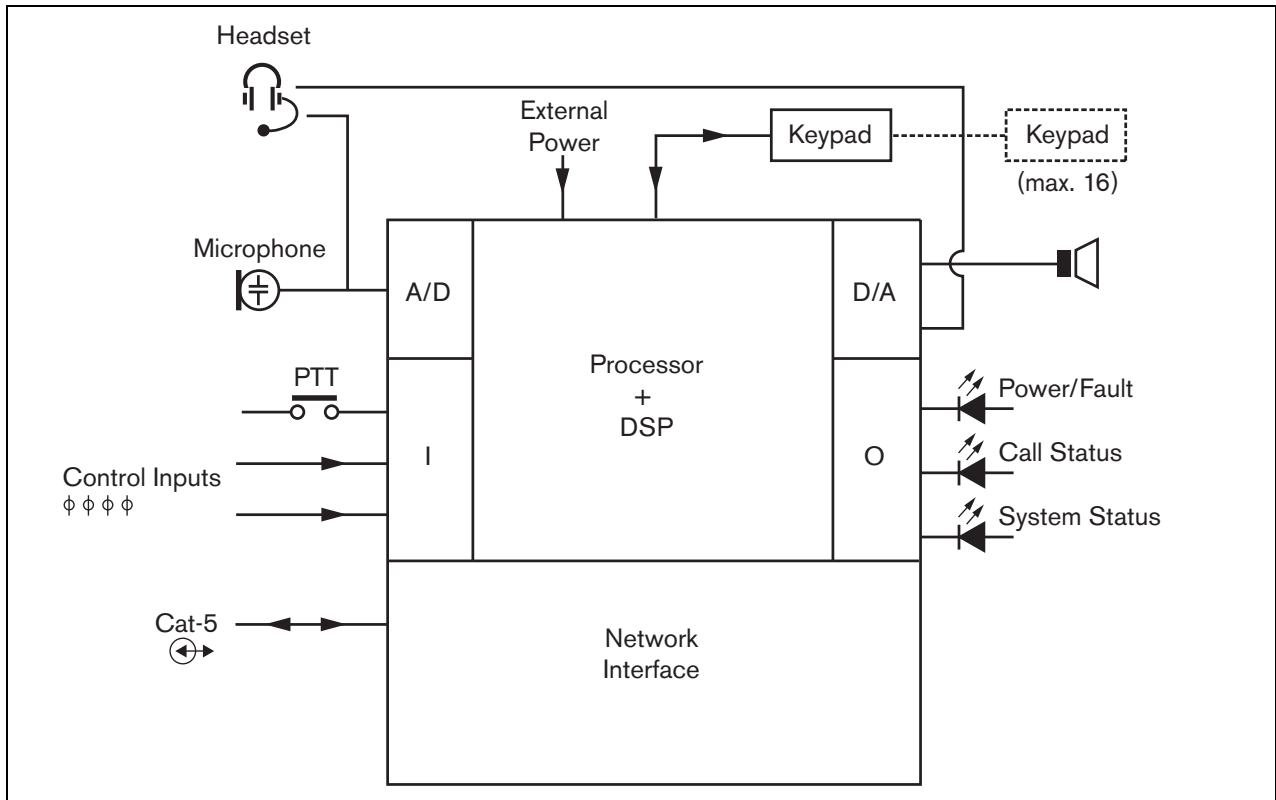 Headset
External
Power
Keypad
Keypad
(max. 16)
Microphone
A/D
D/A
Processor
+
DSP
PTT
Power/Fault
I
O
Call Status
Control Inputs
System Status
Cat-5
Network
Interface